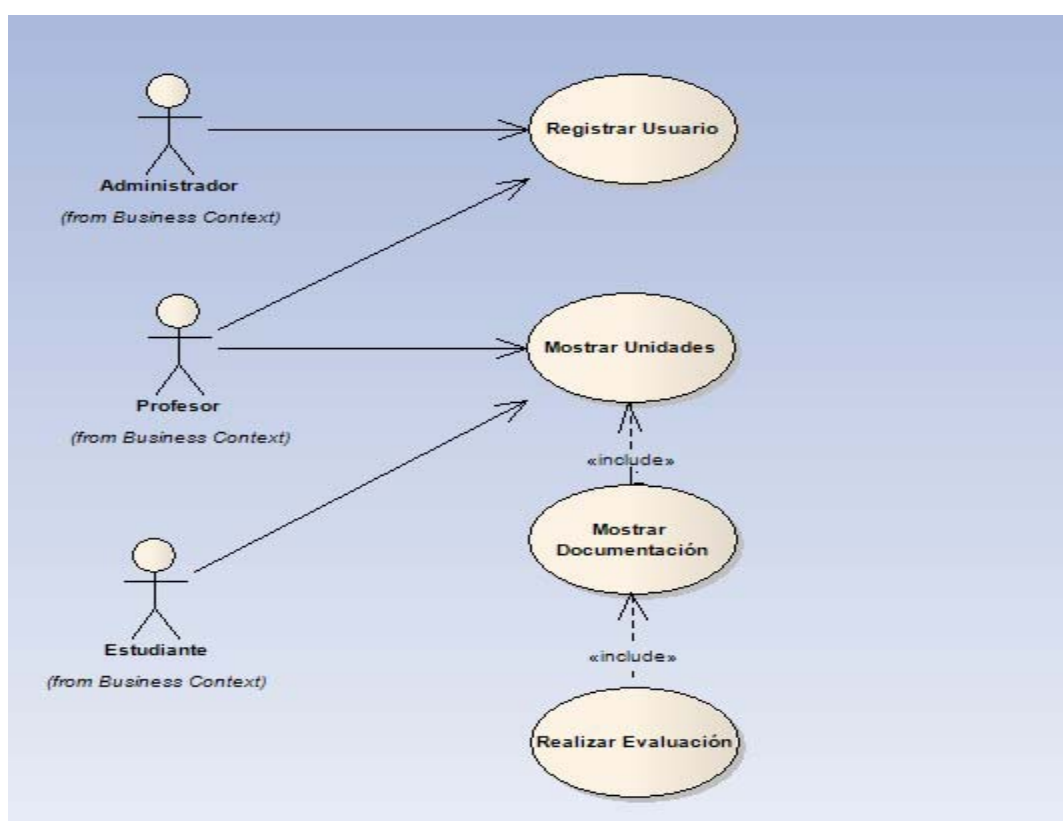 Registrar Usuario
Administrador
(from Business Context)
Mostrar Unidades
Profesor
(from Business Context)
«include»
Mostrar
Documentación
Estudiante
(from Business Context)
«include»
Realizar Evaluación